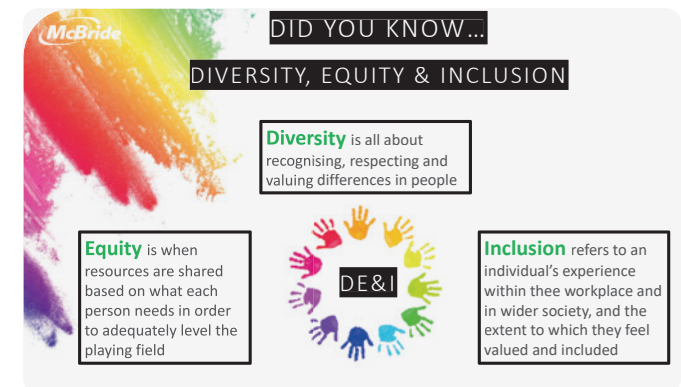 McBride
DID YOU KNOW…
DIVERSITY, EQUITY & INCLUSION
Diversity is all about
recognising, respecting and
valuing differences in people
Equity is when
resources are shared
based on what each
person needs in order
to adequately level the
playing field
DE&I
Inclusion refers to an
individual's experience
within thee workplace and
in wider society, and the
extent to which they feel
valued and included